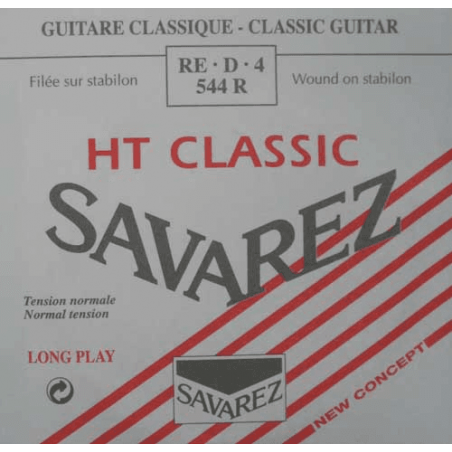 GUITARE CLASSIQUE - CLASSIC GUITAR
RE · D · 4
544 R
Filée sur stabilon
Wound on stabilon
HT CLASSIC
SAVAREZ
Tension normale
Normal tension
LONG PLAY
SAVAREZ
NEW CONCEPT